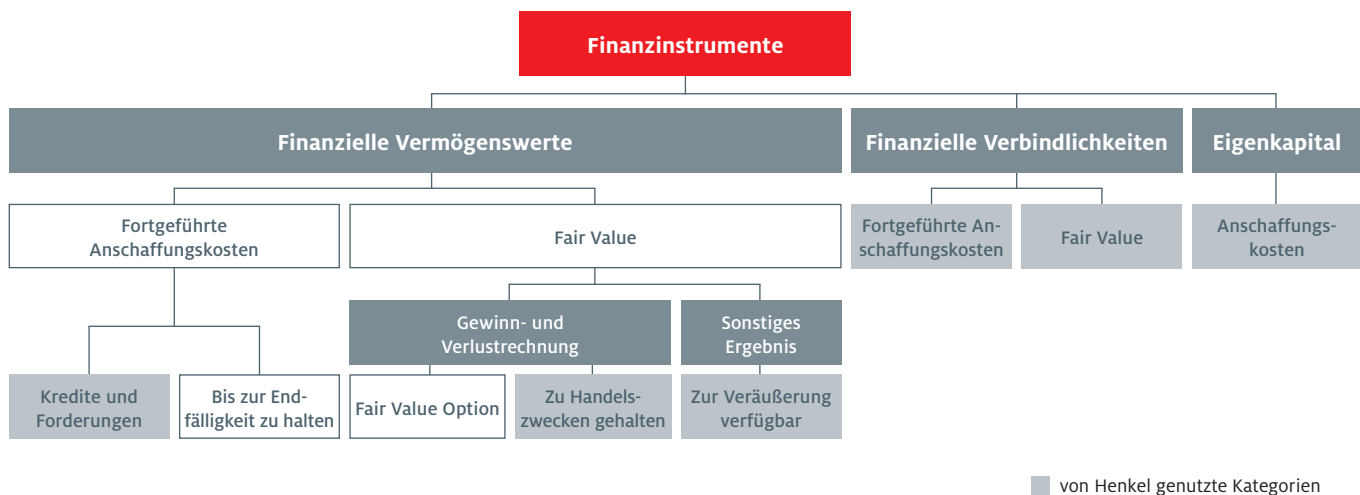 Finanzinstrumente
Finanzielle Vermögenswerte
Finanzielle Verbindlichkeiten
Eigenkapital
Fortgeführte
Anschaffungskosten
Fair Value
Fortgeführte An-
schaffungskosten
Fair Value
Anschaffungs-
kosten
Gewinn- und
Verlustrechnung
Sonstiges
Ergebnis
Kredite und
Forderungen
Bis zur End-
fälligkeit zu halten
Fair Value Option
Zu Handels-
zwecken gehalten
Zur Veräußerung
verfügbar
von Henkel genutzte Kategorien